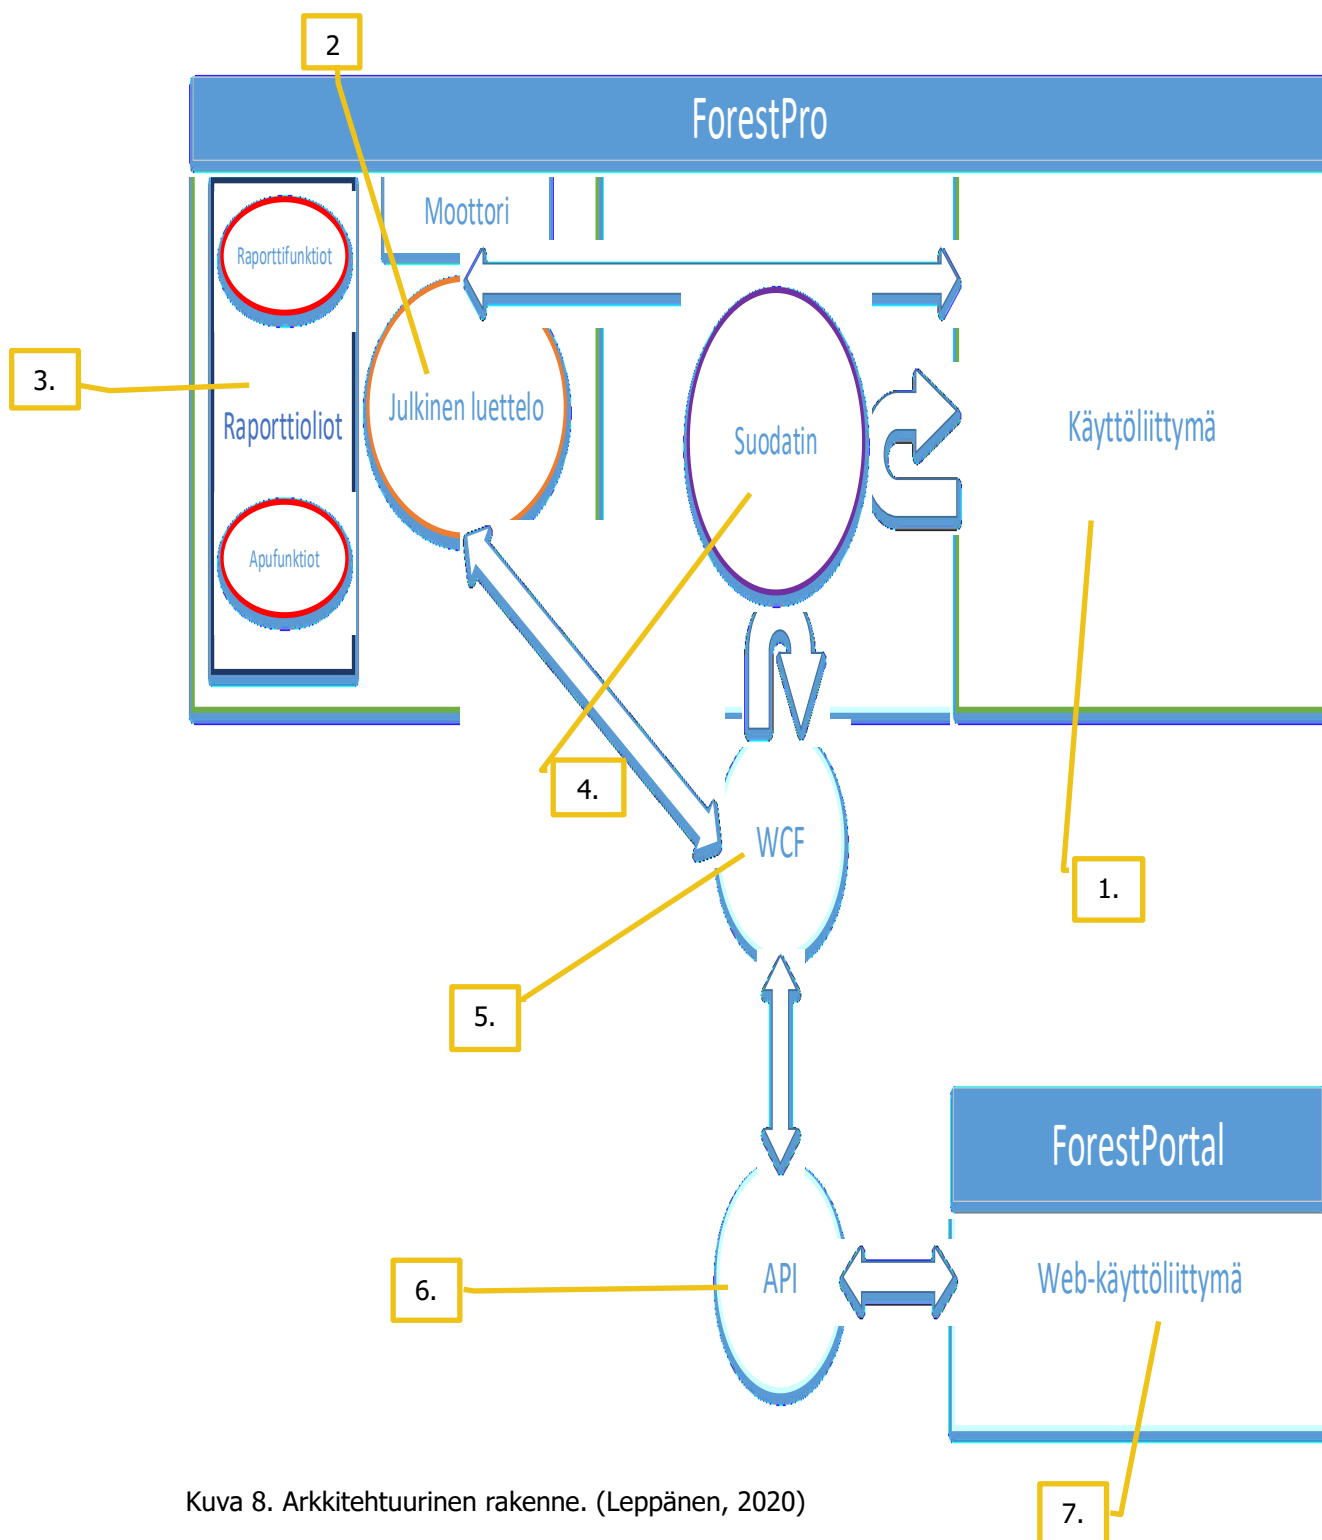 2
ForestPro
Moottori
Raporttifunktiot
3.
Raporttioliot
Julkinen luettelo
Suodatin
Käyttöliittymä
Apufunktiot
4.
WCF
1.
5.
ForestPortal
6.
API
Web-käyttöliittymä
Kuva 8. Arkkitehtuurinen rakenne. (Leppänen, 2020)
7.